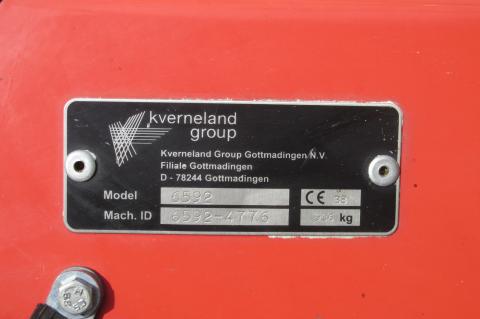 kverneland
group
Kverneland Group Gottmadingen N.V.
Filiale Gottmadingen
D - 78244 Gottmadingen
Model 6592 CE
Mach. ID 6592-4776 kg